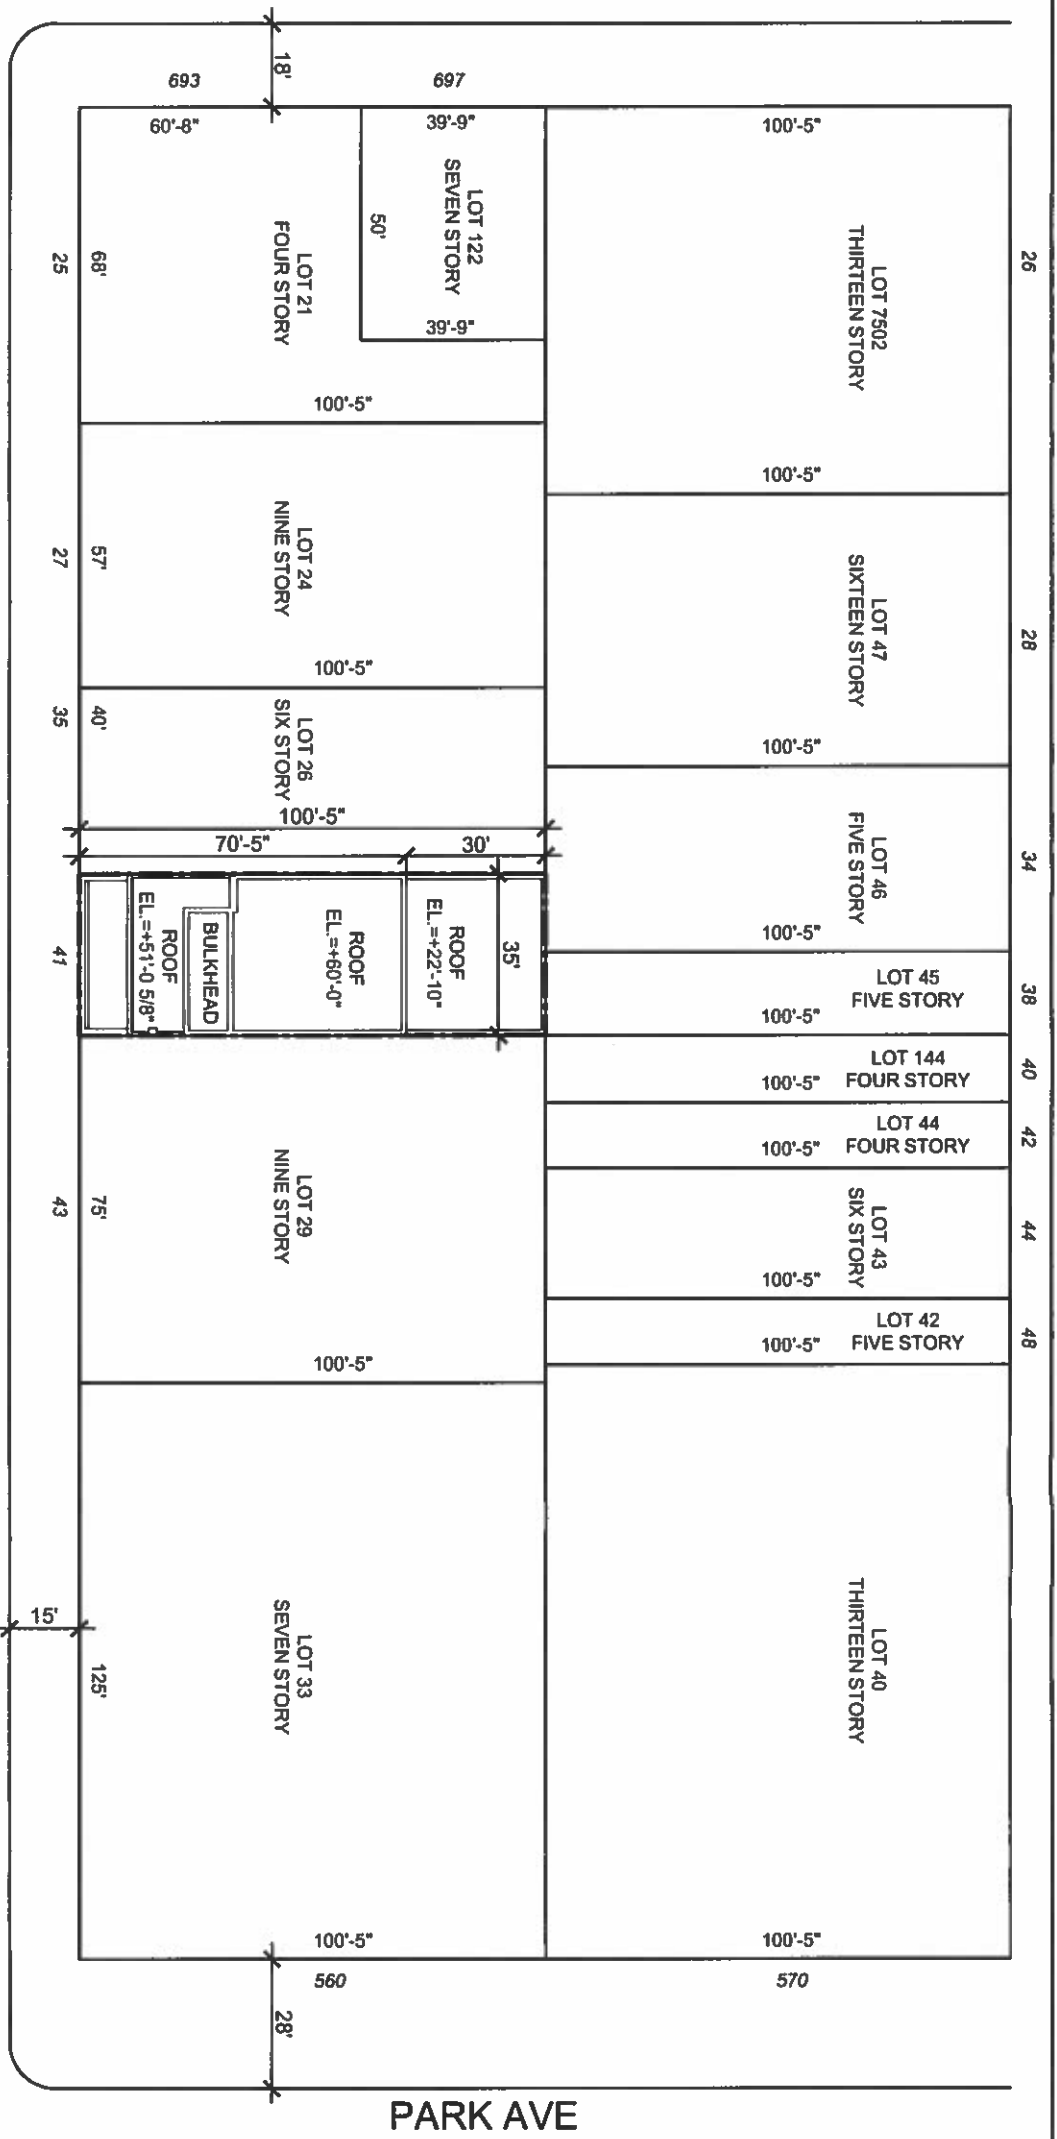 18'
693
697
60'-8"
39'-9"
100'-5"
LOT 122
SEVEN STORY
50'
39'-9"
LOT 21
FOUR STORY
68'
25
100'-5"
LOT 7502
THIRTEEN STORY
26
100'-5"
LOT 24
NINE STORY
57'
27
100'-5"
LOT 47
SIXTEEN STORY
28
100'-5"
LOT 26
SIX STORY
40'
35
100'-5"
70'-5"
30'
LOT 46
FIVE STORY
34
100'-5"
35'
ROOF
EL.=+22'-10"
ROOF
EL.=+60'-0"
BULKHEAD
ROOF
EL.=+51'-0 5/8"
41
LOT 45
FIVE STORY
100'-5"
38
LOT 144
FOUR STORY
100'-5"
40
LOT 44
FOUR STORY
100'-5"
42
LOT 29
NINE STORY
75'
43
100'-5"
LOT 43
SIX STORY
44
100'-5"
LOT 42
FIVE STORY
100'-5"
48
LOT 33
SEVEN STORY
15'
125'
100'-5"
LOT 40
THIRTEEN STORY
100'-5"
560
570
28'
PARK AVE